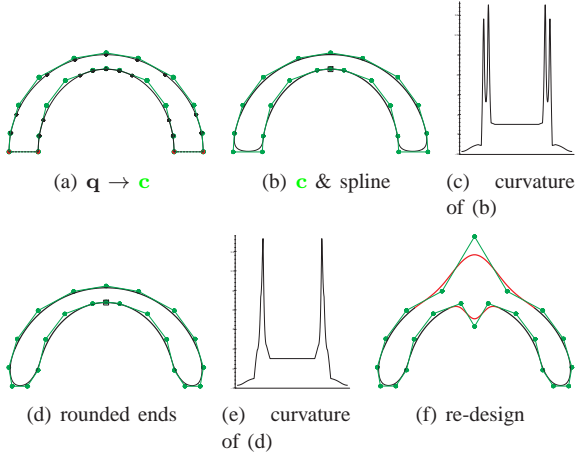 (a) q → c
(b) c & spline
(c) curvature
of (b)
(d) rounded ends
(e) curvature
of (d)
(f) re-design